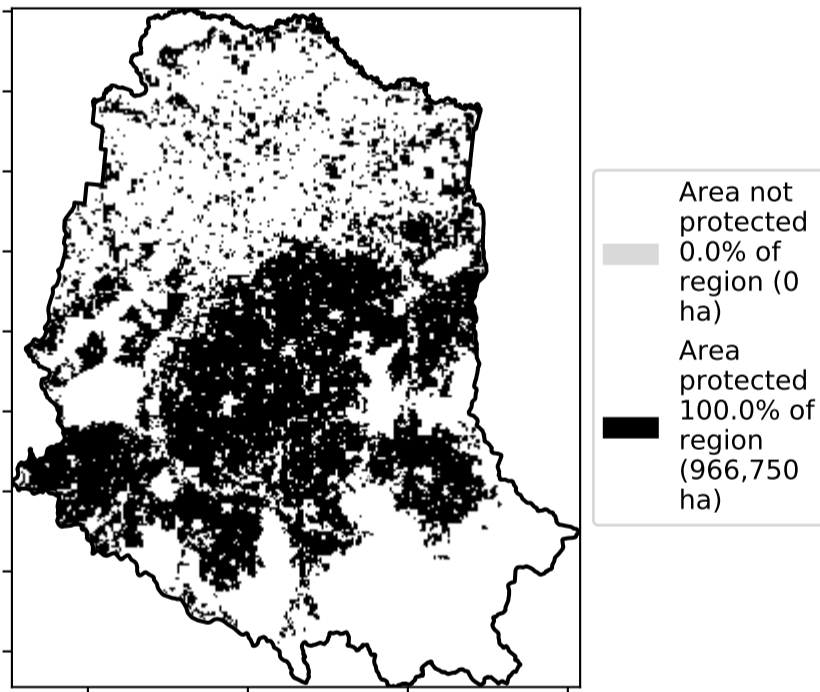 Area not
protected
0.0% of
region (0
ha)
Area
protected
100.0% of
region
(966,750
ha)